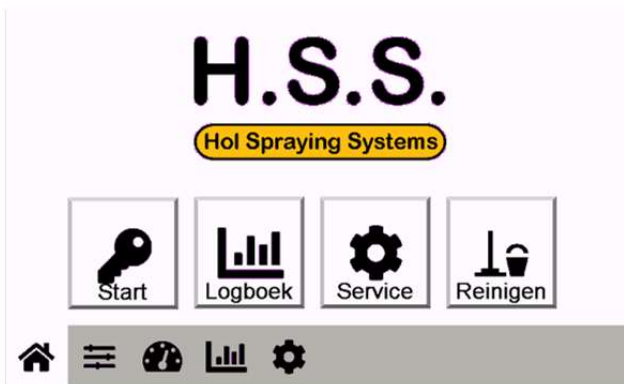 H.S.S.
Hol Spraying Systems
Start
Logboek
Service
Reinigen